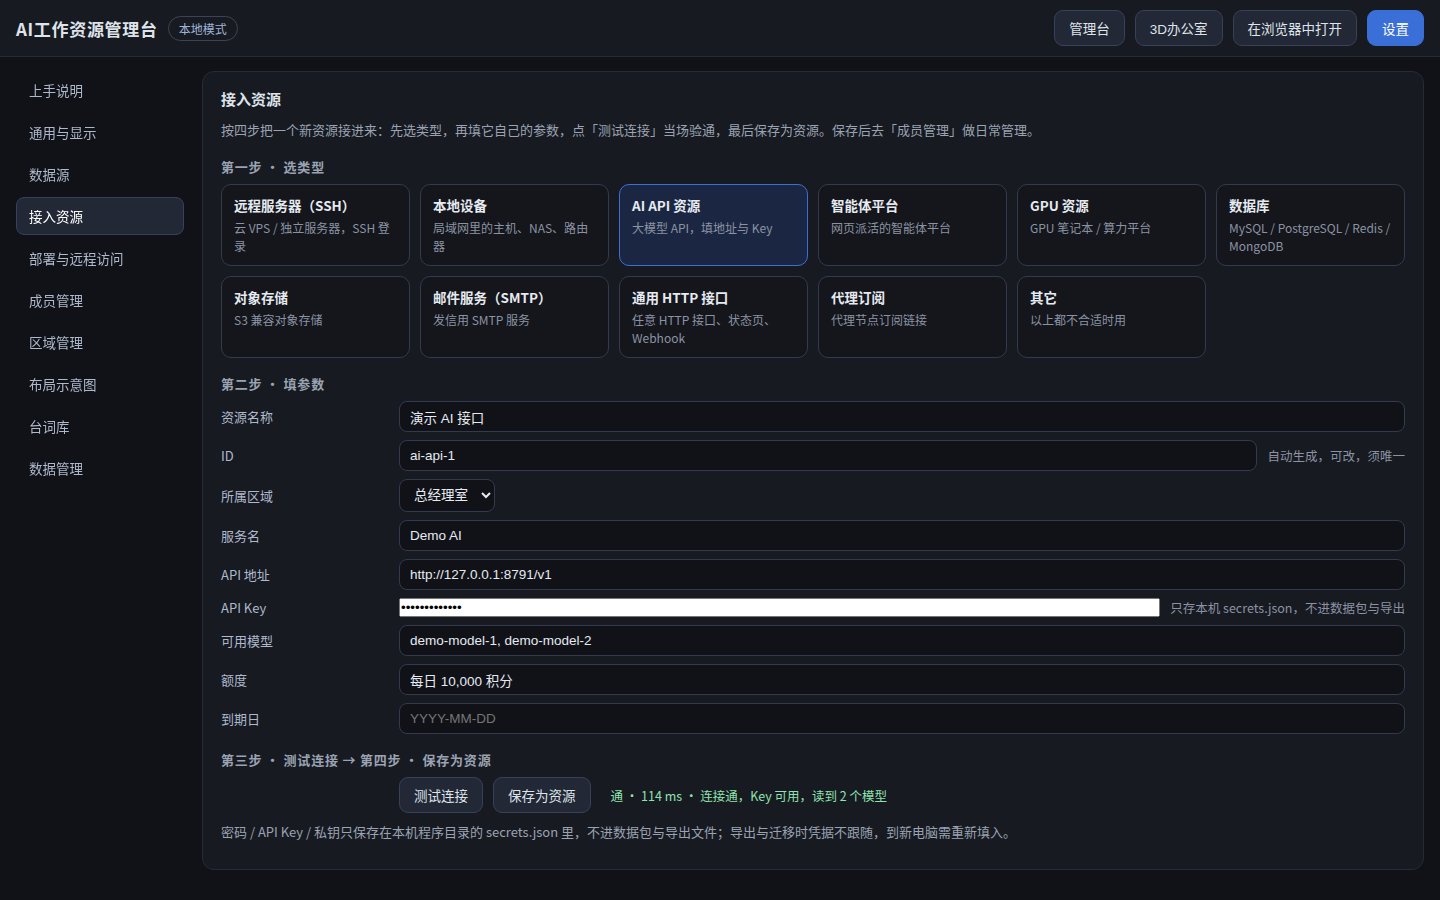 AI工作资源管理台
本地模式
管理台
3D办公室
在浏览器中打开
设置
上手说明
通用与显示
数据源
接入资源
部署与远程访问
成员管理
区域管理
布局示意图
台词库
数据管理
接入资源
按四步把一个新资源接进来：先选类型，再填它自己的参数，点「测试连接」当场验通，最后保存为资源。保存后去「成员管理」做日常管理。
第一步 · 选类型
远程服务器（SSH）
云 VPS / 独立服务器，SSH 登
录
本地设备
局域网里的主机、NAS、路由
器
AI API 资源
大模型 API，填地址与 Key
智能体平台
网页派活的智能体平台
GPU 资源
GPU 笔记本 / 算力平台
数据库
MySQL / PostgreSQL / Redis /
MongoDB
对象存储
S3 兼容对象存储
邮件服务（SMTP）
发信用 SMTP 服务
通用 HTTP 接口
任意 HTTP 接口、状态页、
Webhook
代理订阅
代理节点订阅链接
其它
以上都不合适时用
第二步 · 填参数
资源名称
演示 AI 接口
ID
ai-api-1
自动生成，可改，须唯一
所属区域
总经理室
服务名
Demo AI
API 地址
http://127.0.0.1:8791/v1
API Key
•••••••••••••
只存本机 secrets.json，不进数据包与导出
可用模型
demo-model-1, demo-model-2
额度
每日 10,000 积分
到期日
YYYY-MM-DD
第三步 · 测试连接 → 第四步 · 保存为资源
测试连接
保存为资源
通 · 114 ms · 连接通，Key 可用，读到 2 个模型
密码 / API Key / 私钥只保存在本机程序目录的 secrets.json 里，不进数据包与导出文件；导出与迁移时凭据不跟随，到新电脑需重新填入。